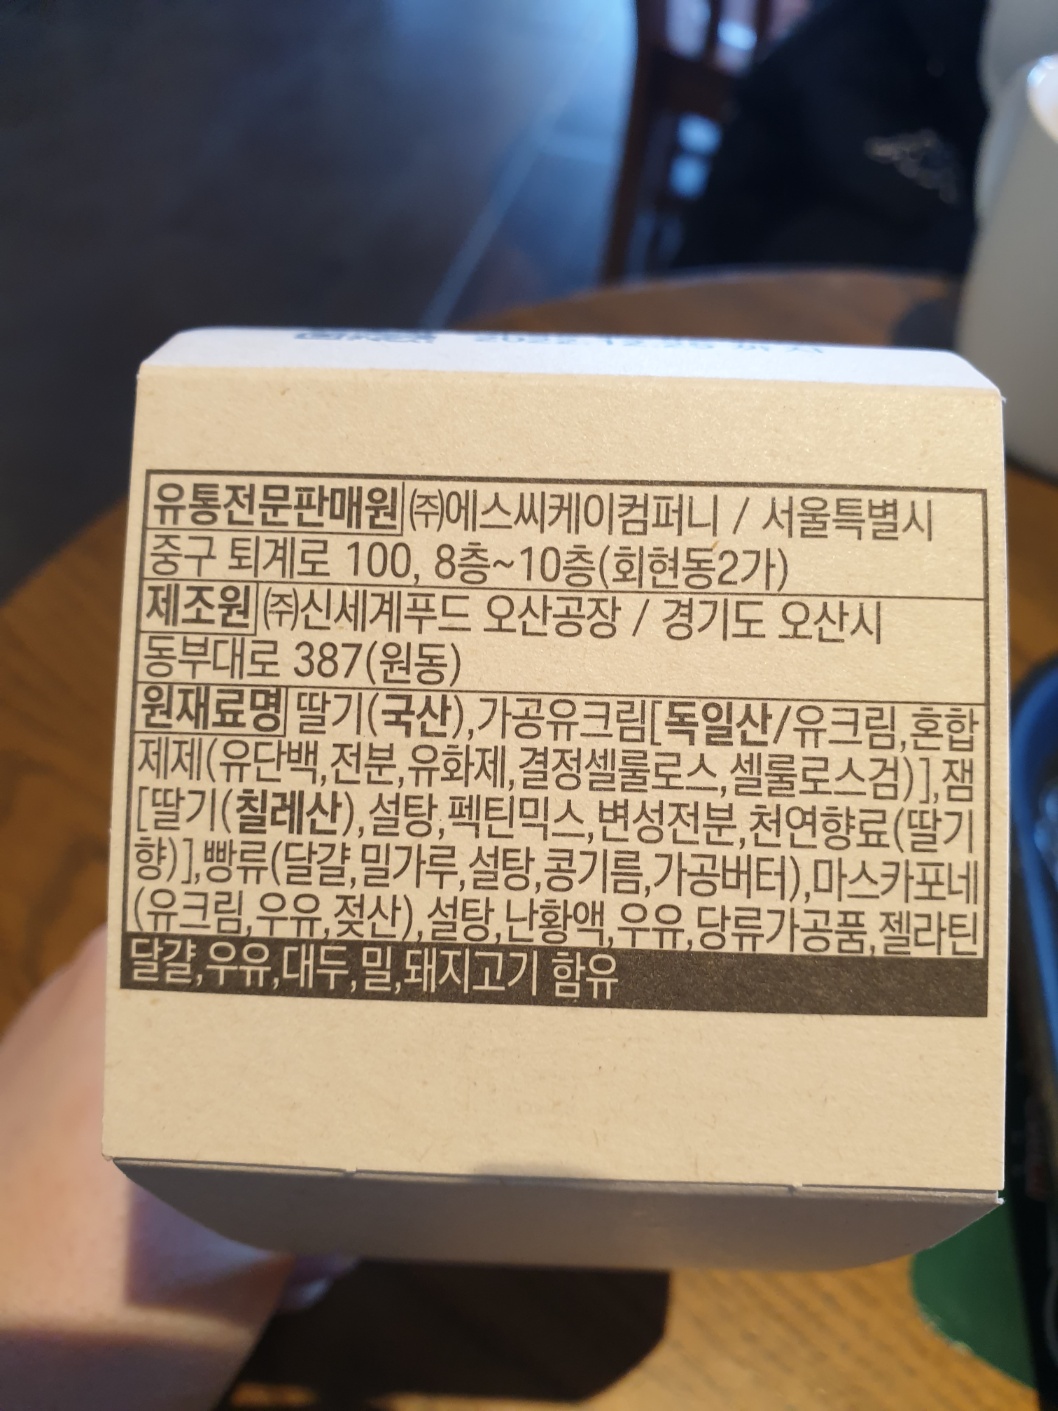 유통전문판매원 ㈜에스씨케이컴퍼니 / 서울특별시
중구 퇴계로 100, 8층~10층(회현동2가)
제조원 ㈜신세계푸드 오산공장 / 경기도 오산시
동부대로 387(원동)
원재료명 딸기(국산),가공유크림[독일산/유크림,혼합
제제(유단백,전분,유화제,결정셀룰로스,셀룰로스검)],잼
[딸기(칠레산),설탕,펙틴믹스,변성전분,천연향료(딸기
향)],빵류(달걀,밀가루,설탕,콩기름,가공버터),마스카포네
(유크림,우유,젖산),설탕,난황액,우유,당류가공품,젤라틴
달걀,우유,대두,밀,돼지고기 함유